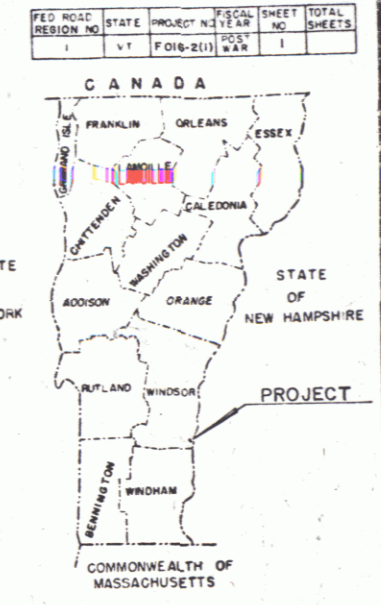 FED ROAD REGION NO STATE PROJECT NO FISCAL YEAR SHEET NO TOTAL SHEETS
1 VT F016-2(1) POST WAR 1
CANADA
GRAND ISLE
FRANKLIN
ORLEANS
ESSEX
LAMOILLE
CHITTENDEN
CALEDONIA
WASHINGTON
TE
ORK
ADDISON
ORANGE
STATE
OF
NEW HAMPSHIRE
RUTLAND
WINDSOR
PROJECT
BENNINGTON
WINDHAM
COMMONWEALTH OF
MASSACHUSETTS